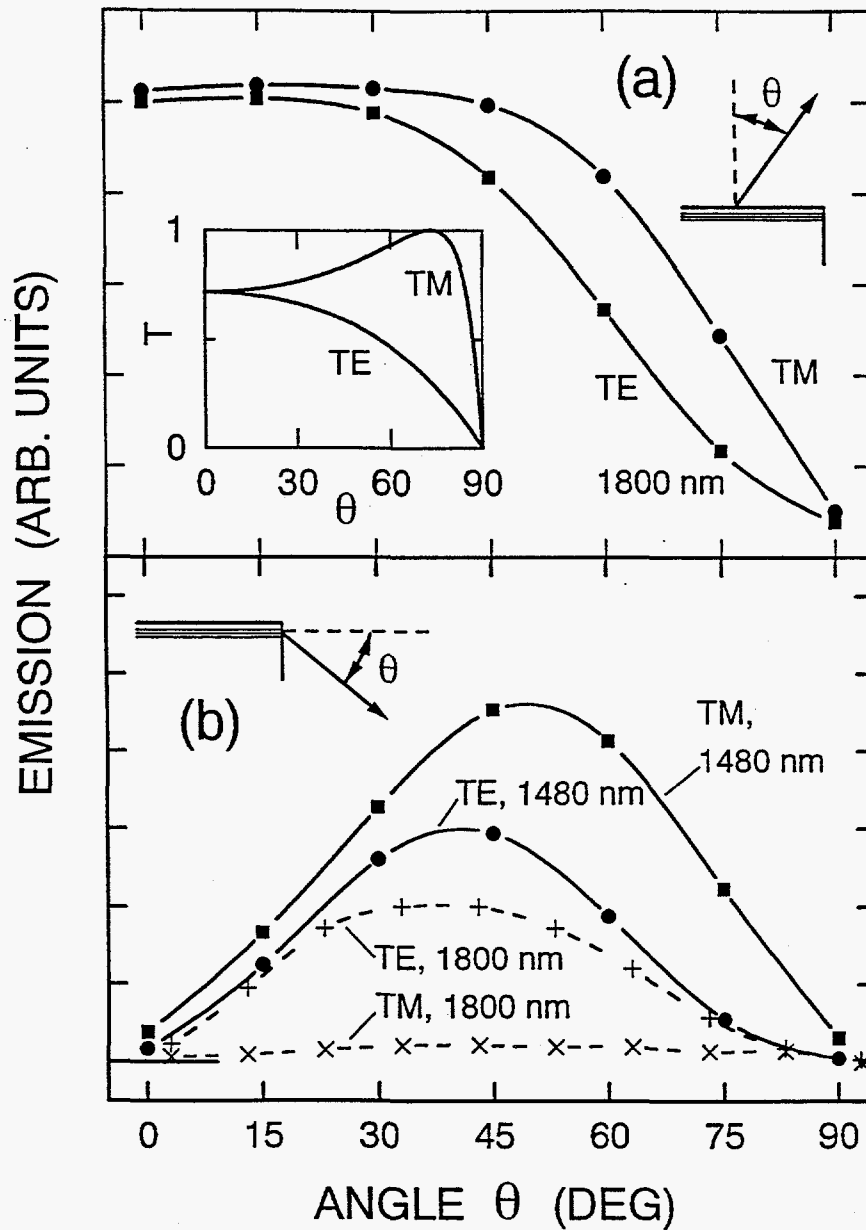 (a)
θ
1
TM
T
TE
TE
TM
0
0 30 60 90
θ
1800 nm
EMISSION (ARB. UNITS)
θ
(b)
TM,
1480 nm
TE, 1480 nm
TE, 1800 nm
TM, 1800 nm
0 15 30 45 60 75 90
ANGLE θ (DEG)